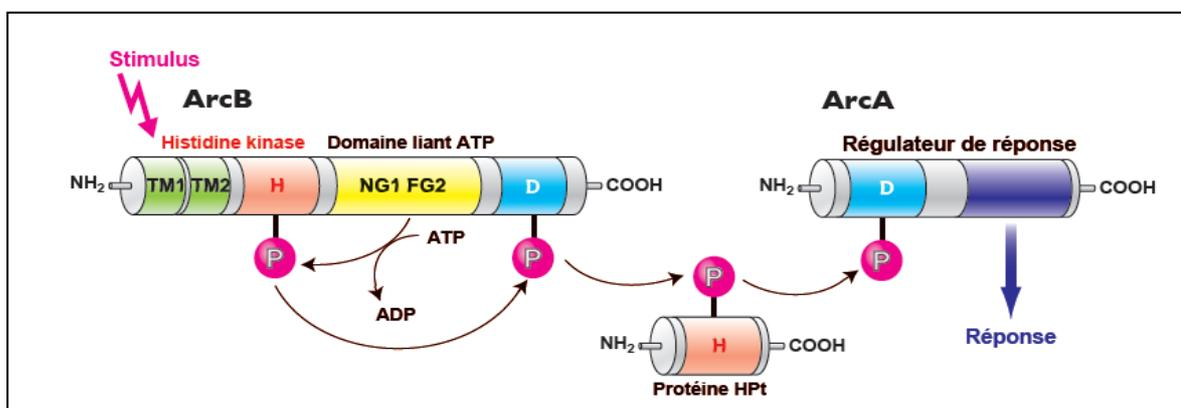 Stimulus
ArcB
ArcA
Histidine kinase
Domaine liant ATP
Régulateur de réponse
NH2
TM1
TM2
H
NG1 FG2
D
COOH
NH2
D
COOH
P
ATP
P
P
P
ADP
NH2
H
COOH
Protéine HPt
Réponse